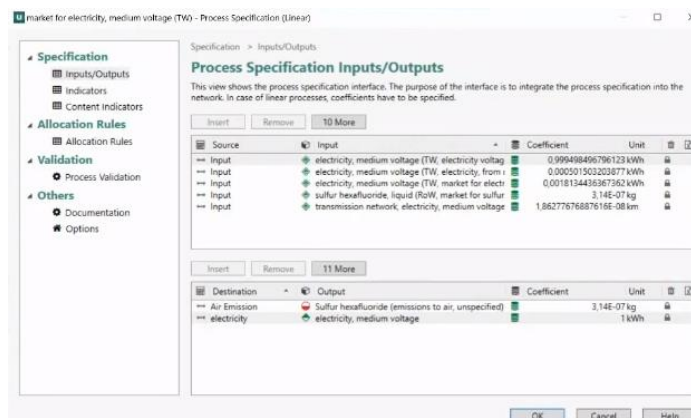 market for electricity, medium voltage (TW) - Process Specification (Linear)
Specification > Inputs/Outputs
Specification
Inputs/Outputs
Indicators
Content Indicators
Allocation Rules
Allocation Rules
Validation
Process Validation
Others
Documentation
Options
Process Specification Inputs/Outputs
This view shows the process specification interface. The purpose of the interface is to integrate the process specification into the
network. In case of linear processes, coefficients have to be specified.
Insert Remove 10 More
Source Input Coefficient Unit
Input electricity, medium voltage (TW, electricity voltag 0,999498496796123 kWh
Input electricity, medium voltage (TW, electricity, from 0,000501503203877 kWh
Input electricity, medium voltage (TW, market for electr 0,0018134436367362 kWh
Input sulfur hexafluoride, liquid (RoW, market for sulfur 3,14E-07 kg
Input transmission network, electricity, medium voltage 1,86277676887616E-08 km
Insert Remove 11 More
Destination Output Coefficient Unit
Air Emission Sulfur hexafluoride (emissions to air, unspecified) 3,14E-07 kg
electricity electricity, medium voltage 1 kWh
OK Cancel Help